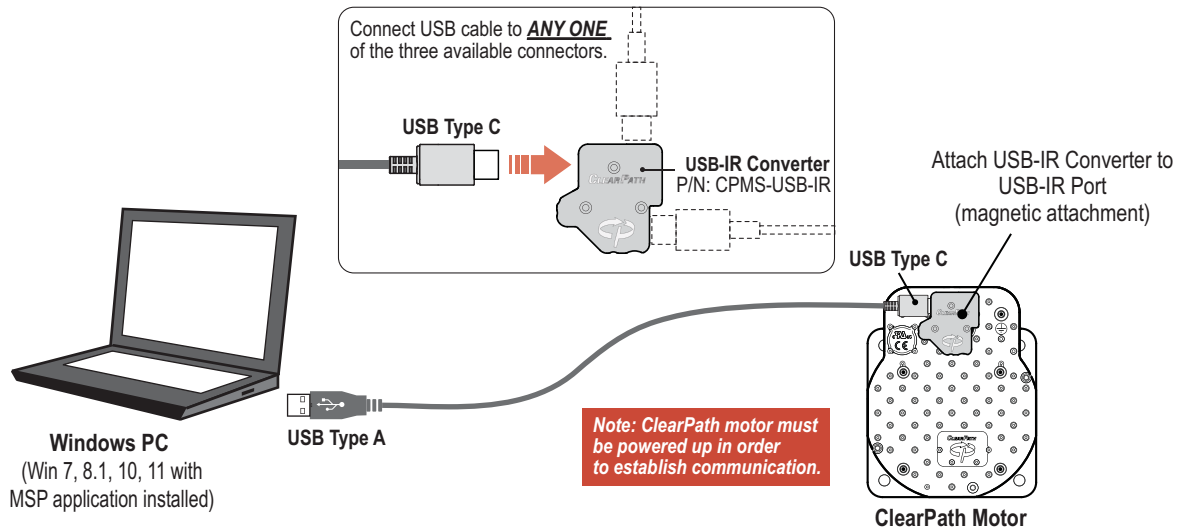 Connect USB cable to ANY ONE
of the three available connectors.
USB Type C
USB-IR Converter
P/N: CPMS-USB-IR
CLEARPATH
Attach USB-IR Converter to
USB-IR Port
(magnetic attachment)
USB Type C
Windows PC
(Win 7, 8.1, 10, 11 with
MSP application installed)
USB Type A
Note: ClearPath motor must
be powered up in order
to establish communication.
CE
CLEARPATH
ClearPath Motor